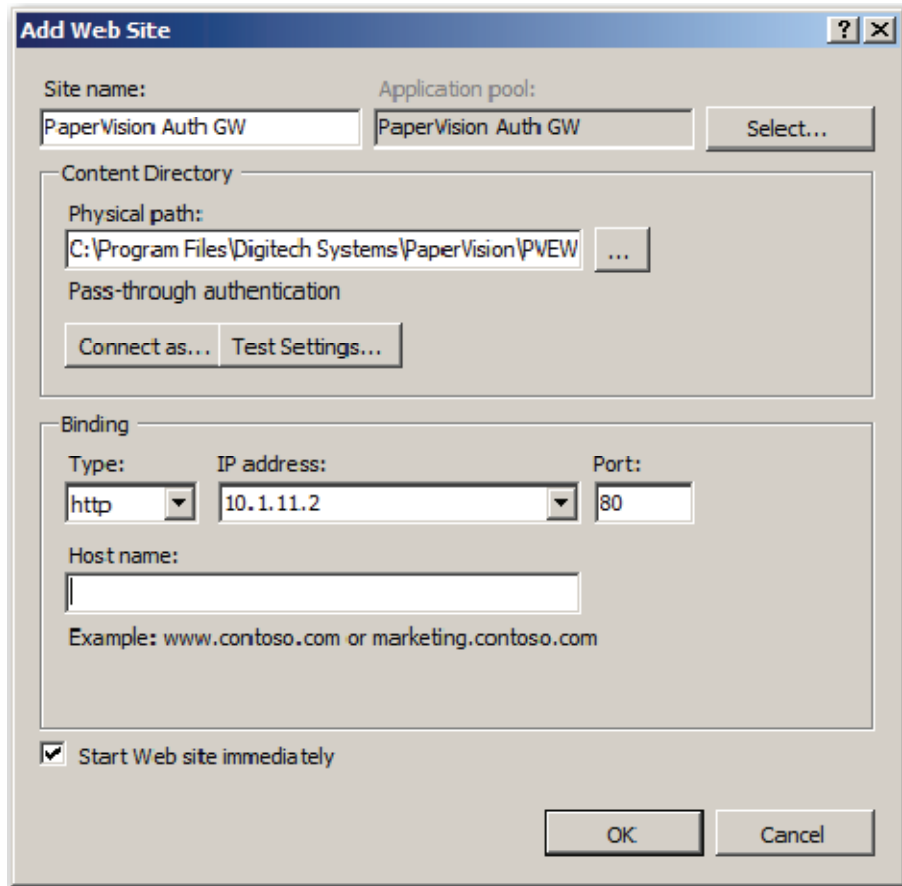 Add Web Site
Site name: Application pool:
PaperVision Auth GW PaperVision Auth GW Select...
Content Directory
Physical path:
C:\Program Files\Digitech Systems\PaperVision\PVEW ...
Pass-through authentication
Connect as... Test Settings...
Binding
Type: IP address: Port:
http 10.1.11.2 80
Host name:
Example: www.contoso.com or marketing.contoso.com
Start Web site immediately
OK Cancel